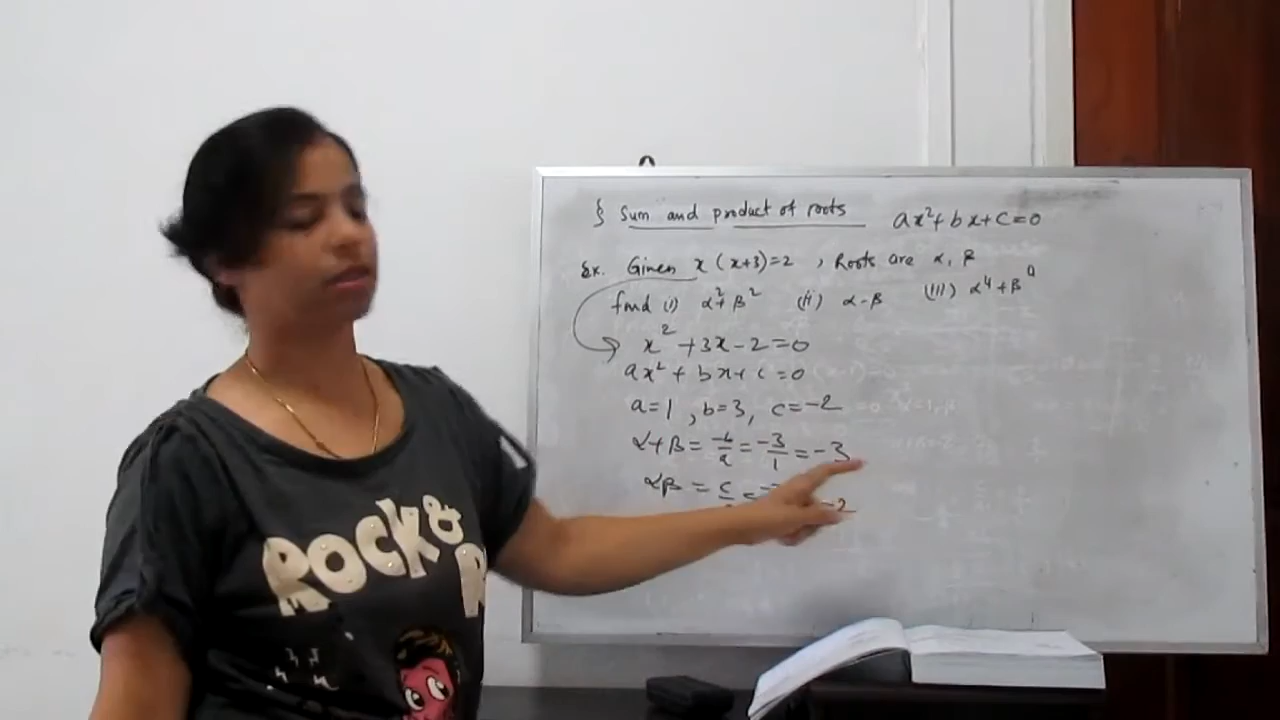 § Sum and product of roots ax²+bx+c=0
Ex. Given x(x+3)=2, Roots are α, β
find (i) α²+β² (ii) α-β (iii) α⁴+β⁴
x²+3x-2=0
ax²+bx+c=0
a=1, b=3, c=-2
α+β = -b/a = -3/1 = -3
αβ = c/ = -2
ROCK &
R